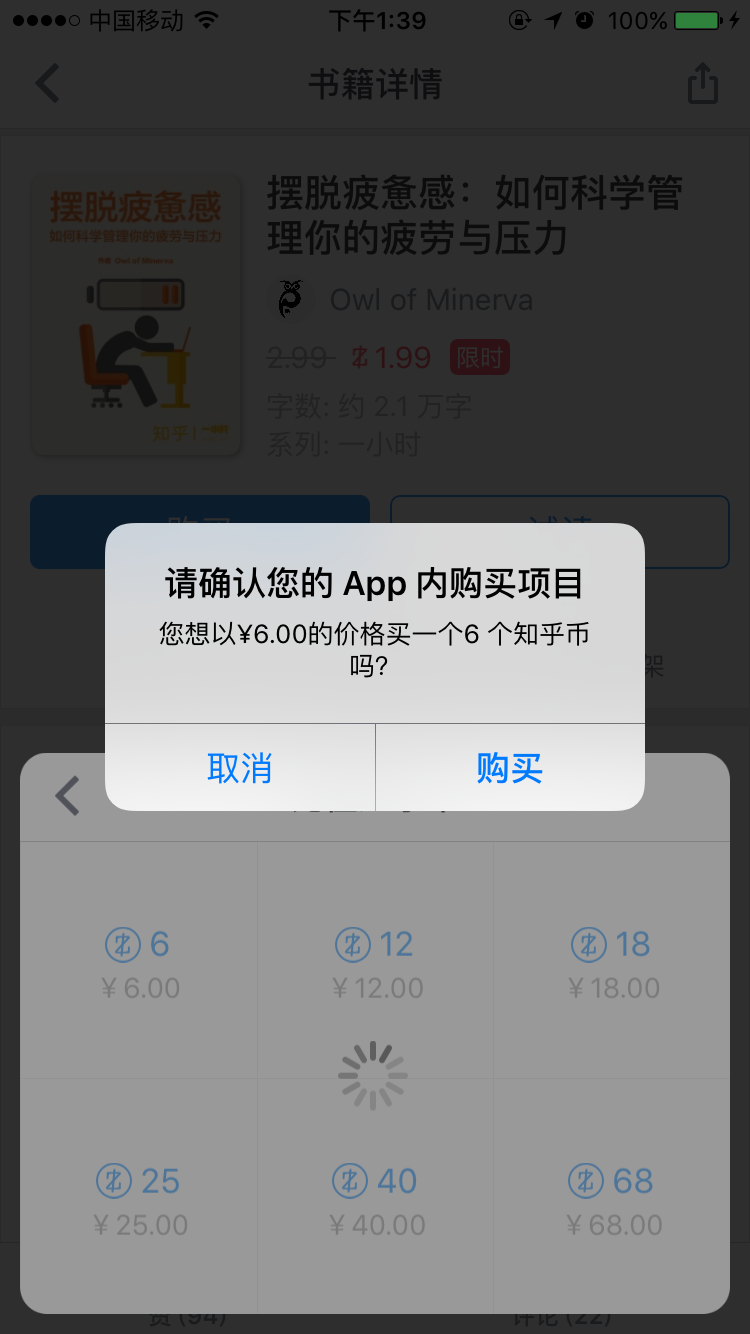 中国移动
下午1:39
100%
书籍详情
摆脱疲惫感
如何科学管理你的疲劳与压力
作者 Owl of Minerva
知乎
摆脱疲惫感：如何科学管
理你的疲劳与压力
Owl of Minerva
2.99 1.99 限时
字数: 约 2.1 万字
系列: 一小时
请确认您的 App 内购买项目
您想以¥6.00的价格买一个6 个知乎币
吗?
架
取消
购买
6
12
18
¥ 6.00
¥ 12.00
¥ 18.00
25
40
68
¥ 25.00
¥ 40.00
¥ 68.00
赞 (94)
评论 (22)